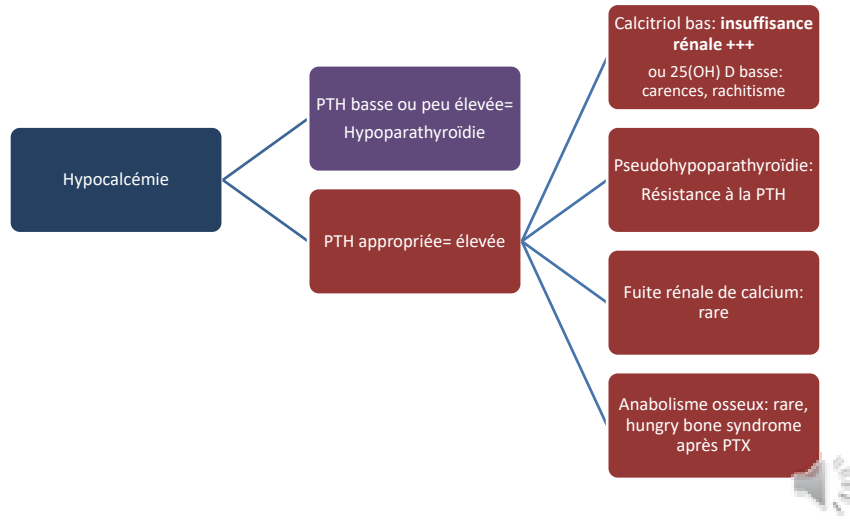 Hypocalcémie
PTH basse ou peu élevée=
Hypoparathyroïdie
PTH appropriée= élevée
Calcitriol bas: insuffisance
rénale +++
ou 25(OH) D basse:
carences, rachitisme
Pseudohypoparathyroïdie:
Résistance à la PTH
Fuite rénale de calcium:
rare
Anabolisme osseux: rare,
hungry bone syndrome
après PTX